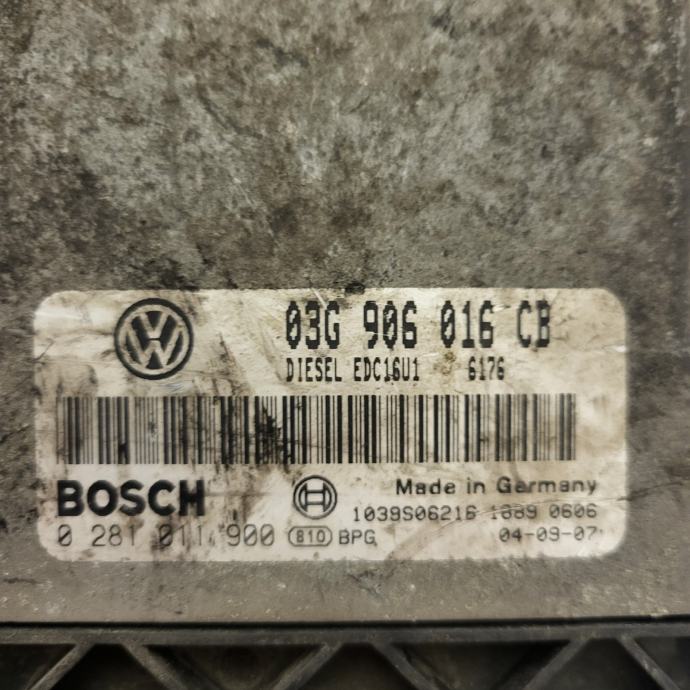 03G 906 016 CB
DIESEL EDC16U1 6176
BOSCH
Made in Germany
1039S06216 1889 0606
0 281 011 900 810 BPG 04-09-07